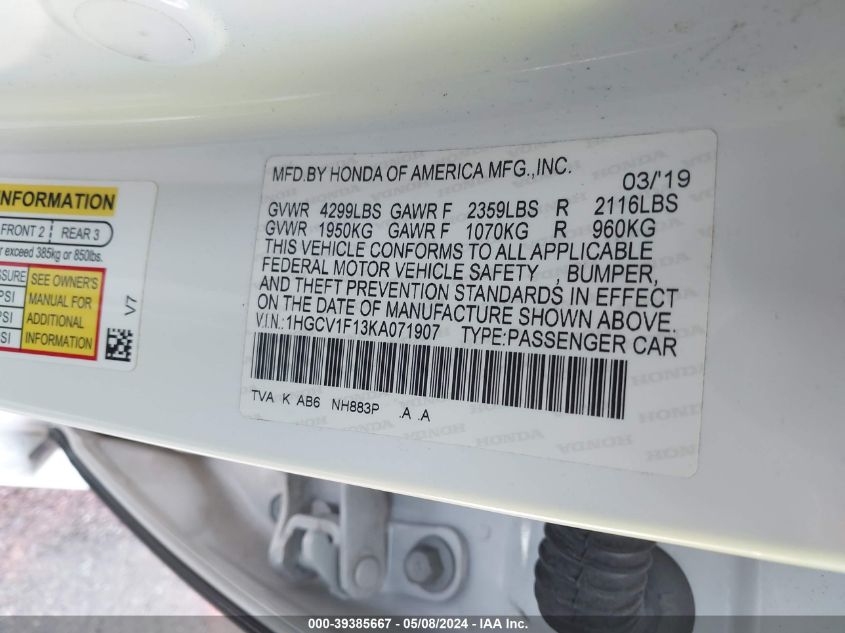 INFORMATION
FRONT 2 REAR 3
exceed 385kg or 850lbs.
SEE OWNER'S
PSI MANUAL FOR
ADDITIONAL
PSI INFORMATION
V7
MFD.BY HONDA OF AMERICA MFG.,INC.
03/'19
GVWR 4299LBS GAWR F 2359LBS R 2116LBS
GVWR 1950KG GAWR F 1070KG R 960KG
THIS VEHICLE CONFORMS TO ALL APPLICABLE
FEDERAL MOTOR VEHICLE SAFETY , BUMPER,
AND THEFT PREVENTION STANDARDS IN EFFECT
ON THE DATE OF MANUFACTURE SHOWN ABOVE.
V.I.N.:1HGCV1F13KA071907 TYPE:PASSENGER CAR
TVA K AB6 NH883P .A .A
000-39385667 - 05/08/2024 - IAA Inc.